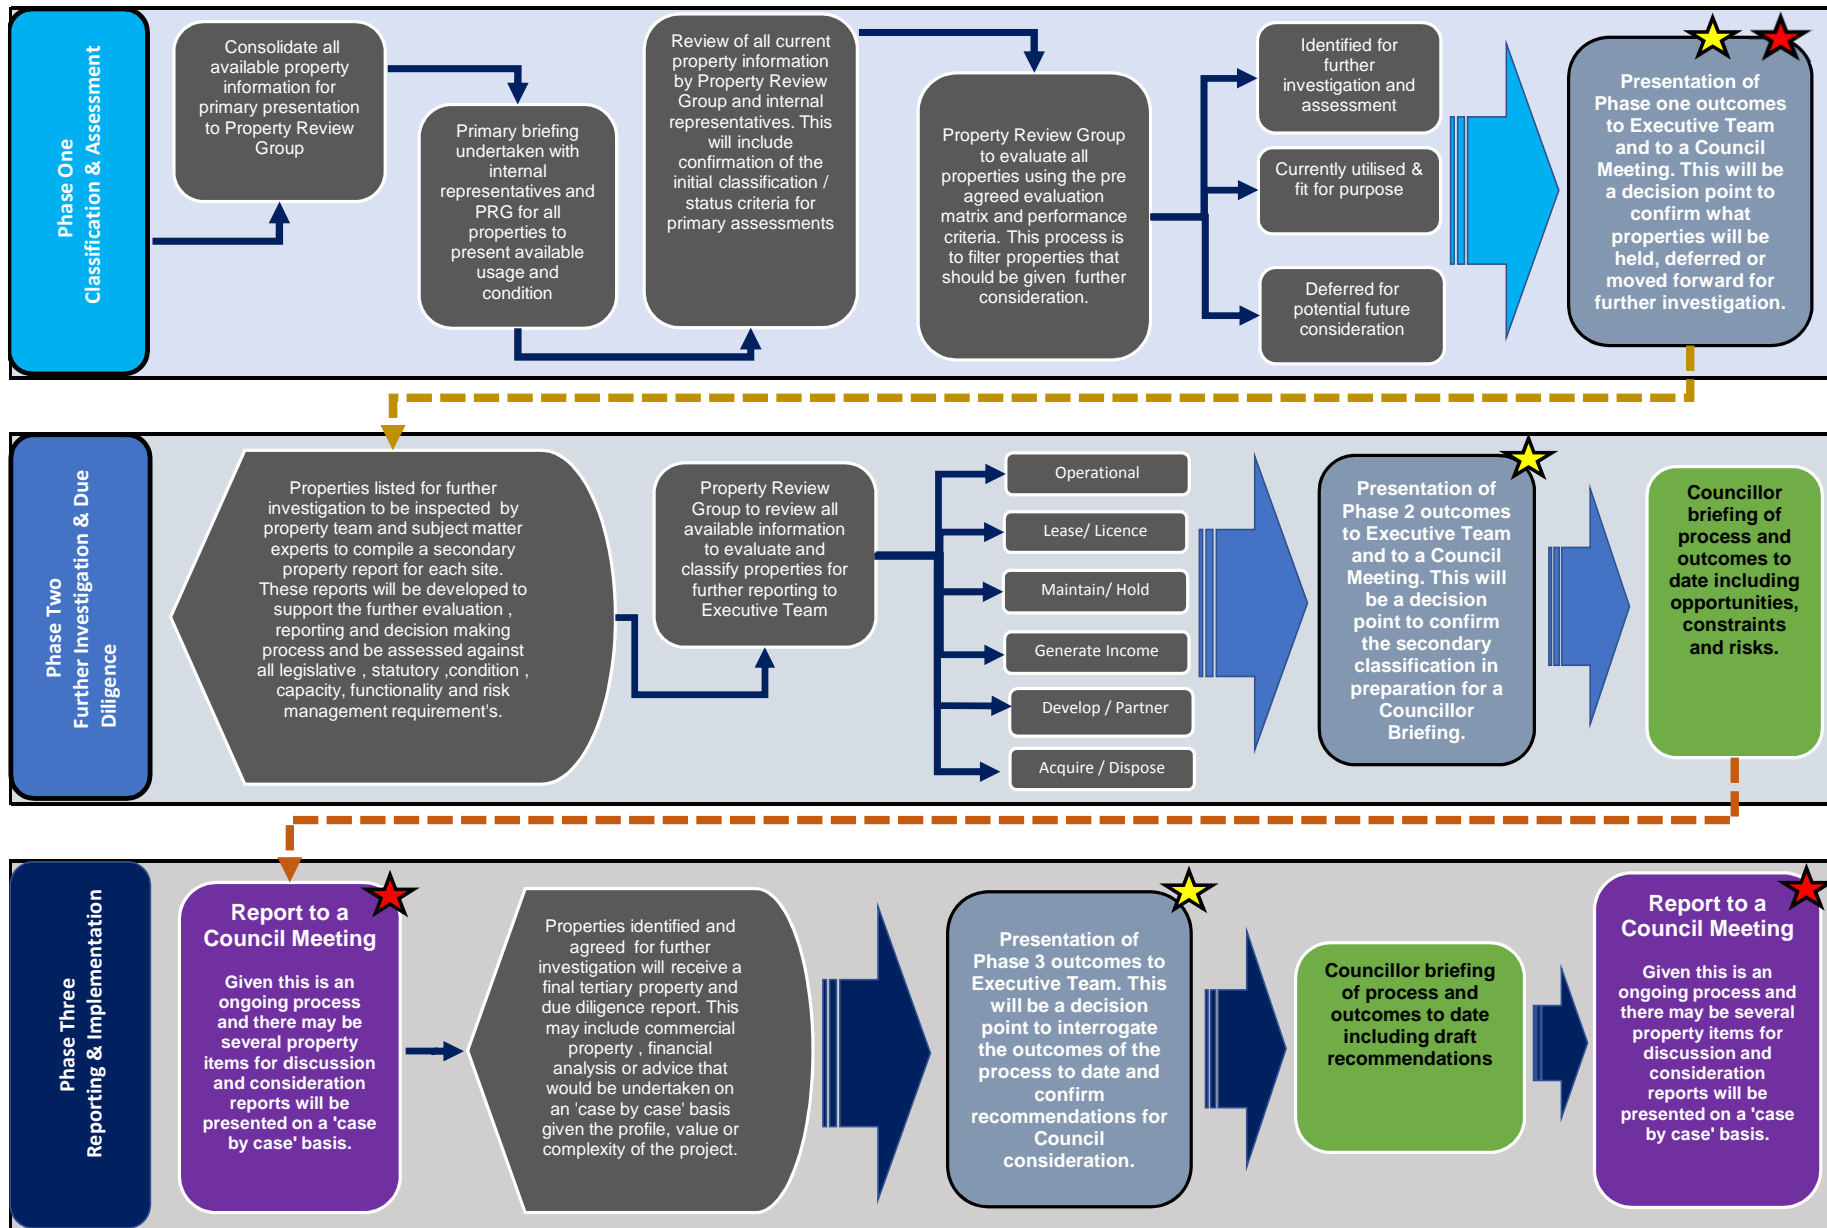 Phase One
Classification & Assessment
Consolidate all
available property
information for
primary presentation
to Property Review
Group
Primary briefing
undertaken with
internal
representatives and
PRG for all
properties to
present available
usage and
condition
Review of all current
property information
by Property Review
Group and internal
representatives. This
will include
confirmation of the
initial classification /
status criteria for
primary assessments
Property Review Group
to evaluate all
properties using the pre
agreed evaluation
matrix and performance
criteria. This process is
to filter properties that
should be given further
consideration.
Identified for
further
investigation and
assessment
Currently utilised &
fit for purpose
Deferred for
potential future
consideration
Presentation of
Phase one outcomes
to Executive Team
and to a Council
Meeting. This will be
a decision point to
confirm what
properties will be
held, deferred or
moved forward for
further investigation.
Phase Two
Further Investigation & Due
Diligence
Properties listed for further
investigation to be inspected by
property team and subject matter
experts to compile a secondary
property report for each site.
These reports will be developed to
support the further evaluation ,
reporting and decision making
process and be assessed against
all legislative , statutory ,condition ,
capacity, functionality and risk
management requirement's.
Property Review
Group to review all
available information
to evaluate and
classify properties for
further reporting to
Executive Team
Operational
Lease/ Licence
Maintain/ Hold
Generate Income
Develop / Partner
Acquire / Dispose
Presentation of
Phase 2 outcomes
to Executive Team
and to a Council
Meeting. This will
be a decision
point to confirm
the secondary
classification in
preparation for a
Councillor
Briefing.
Councillor
briefing of
process and
outcomes to
date including
opportunities,
constraints
and risks.
Phase Three
Reporting & Implementation
Report to a
Council Meeting
Given this is an
ongoing process
and there may be
several property
items for discussion
and consideration
reports will be
presented on a 'case
by case' basis.
Properties identified and
agreed for further
investigation will receive a
final tertiary property and
due diligence report. This
may include commercial
property , financial
analysis or advice that
would be undertaken on
an 'case by case' basis
given the profile, value or
complexity of the project.
Presentation of
Phase 3 outcomes to
Executive Team. This
will be a decision
point to interrogate
the outcomes of the
process to date and
confirm
recommendations for
Council
consideration.
Councillor briefing
of process and
outcomes to date
including draft
recommendations
Report to a
Council Meeting
Given this is an
ongoing process and
there may be several
property items for
discussion and
consideration
reports will be
presented on a 'case
by case' basis.